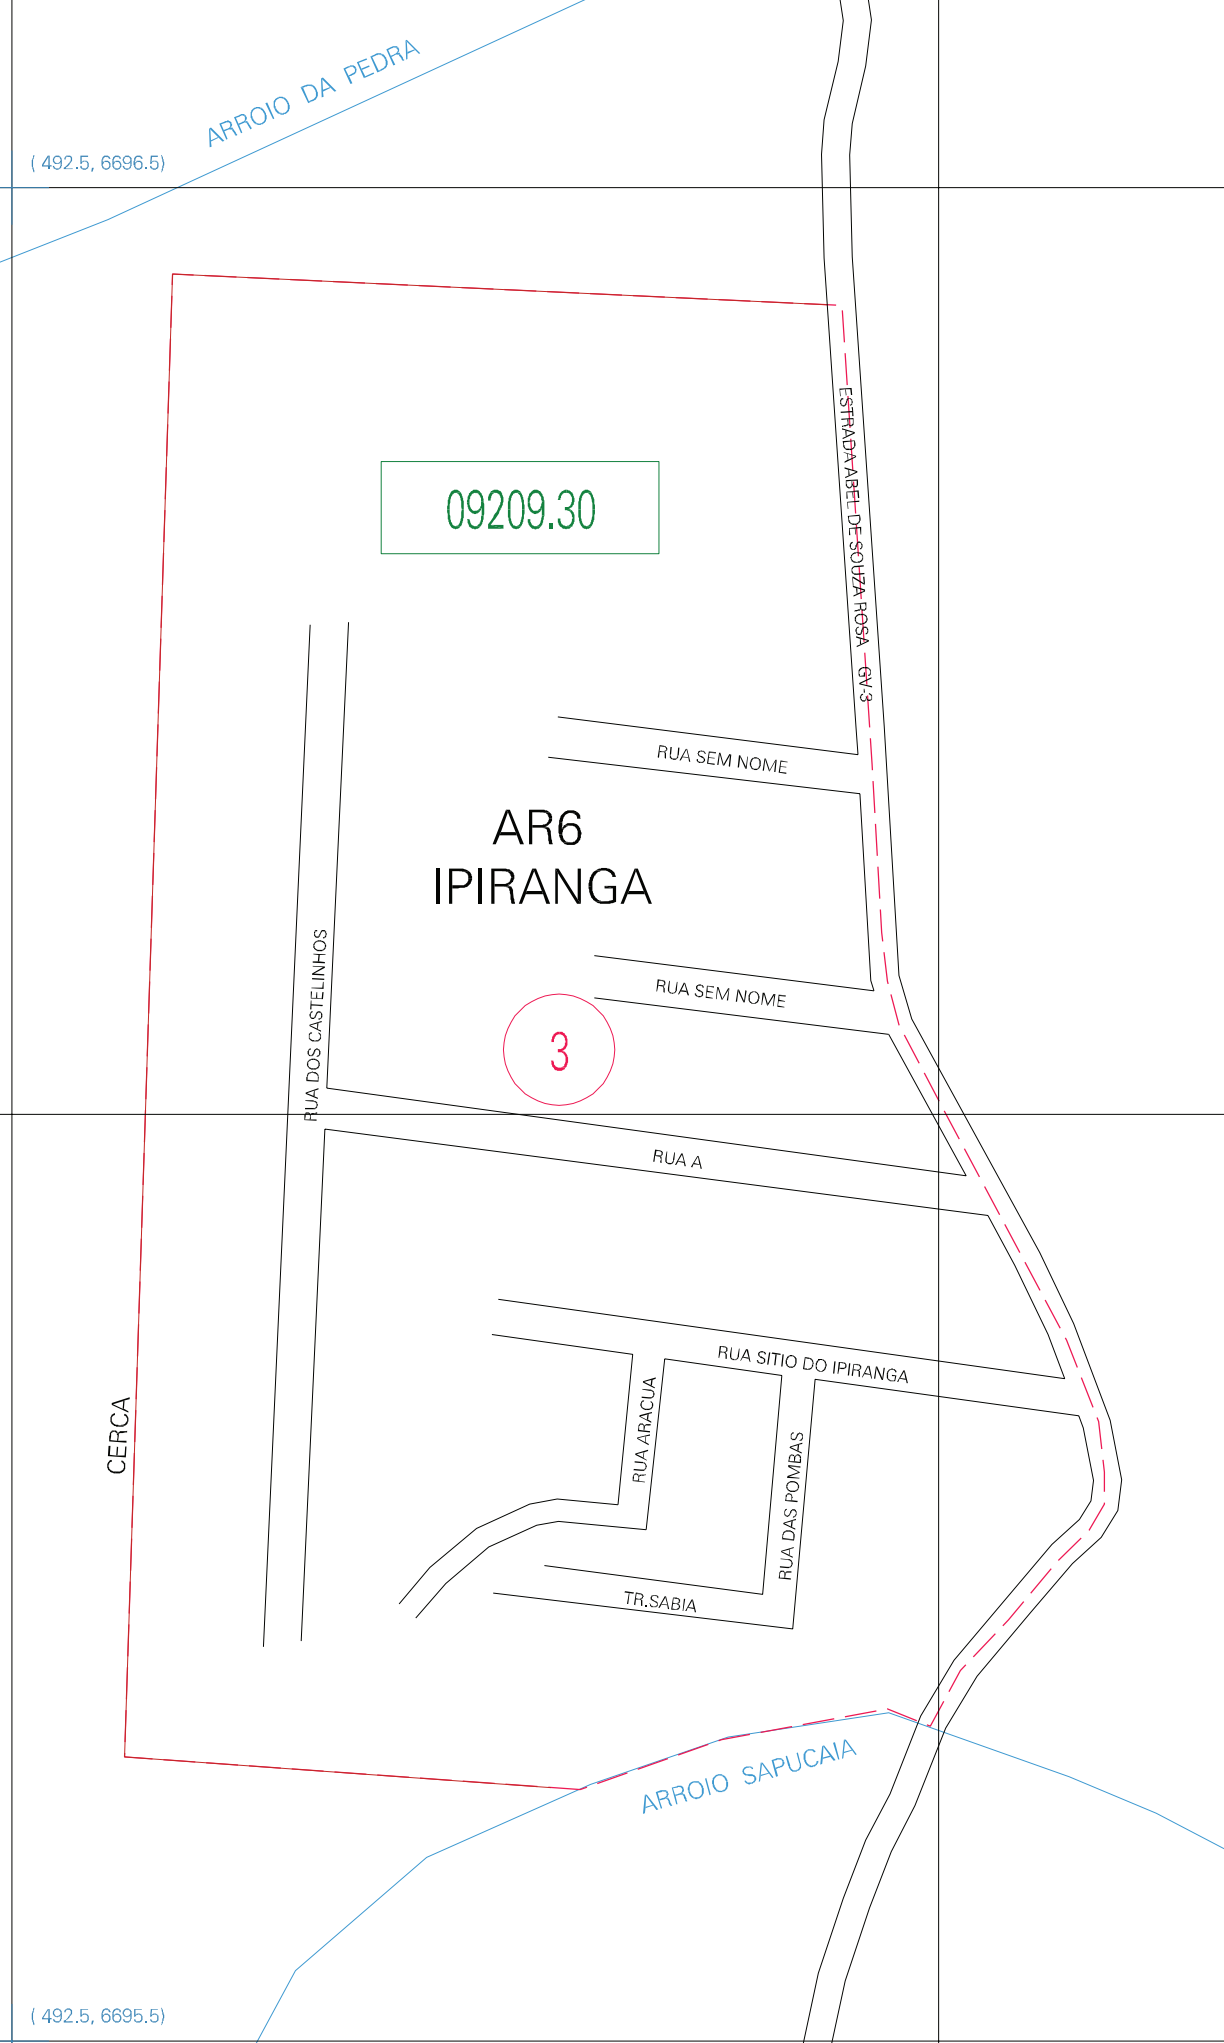 ARROIO DA PEDRA
( 492.5, 6696.5)
09209.30
ESTRADA ABEL DE SOUZA ROSA GV-3
RUA SEM NOME
AR6
IPIRANGA
RUA DOS CASTELINHOS
RUA SEM NOME
3
RUA A
RUA SITIO DO IPIRANGA
CERCA
RUA ARACUA
RUA DAS POMBAS
TR.SABIA
ARROIO SAPUCAIA
( 492.5, 6695.5)